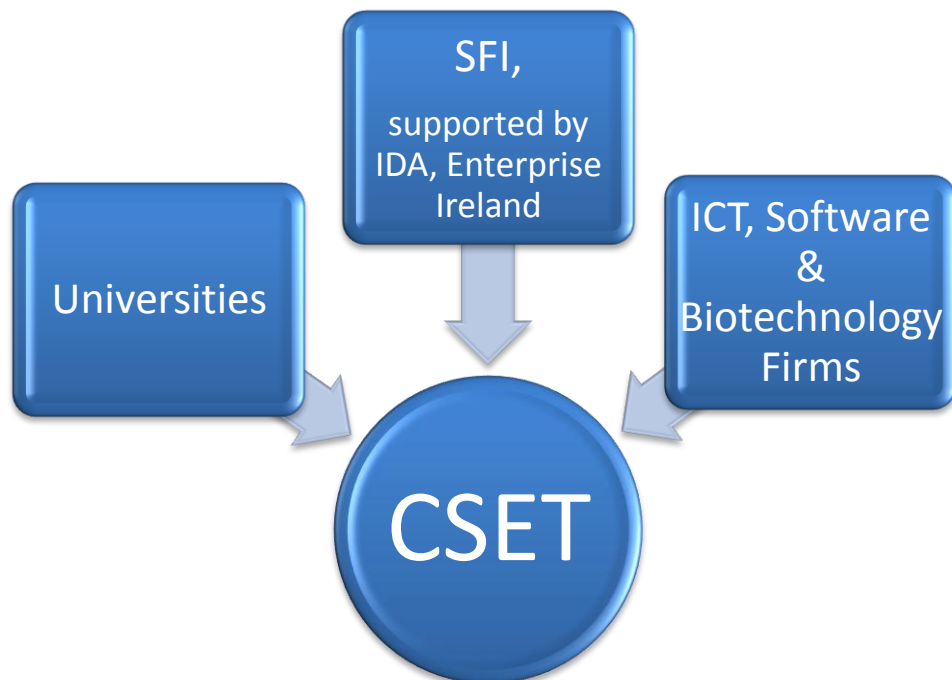 SFI,
supported by
IDA, Enterprise
Ireland
Universities
ICT, Software
&
Biotechnology
Firms
CSET